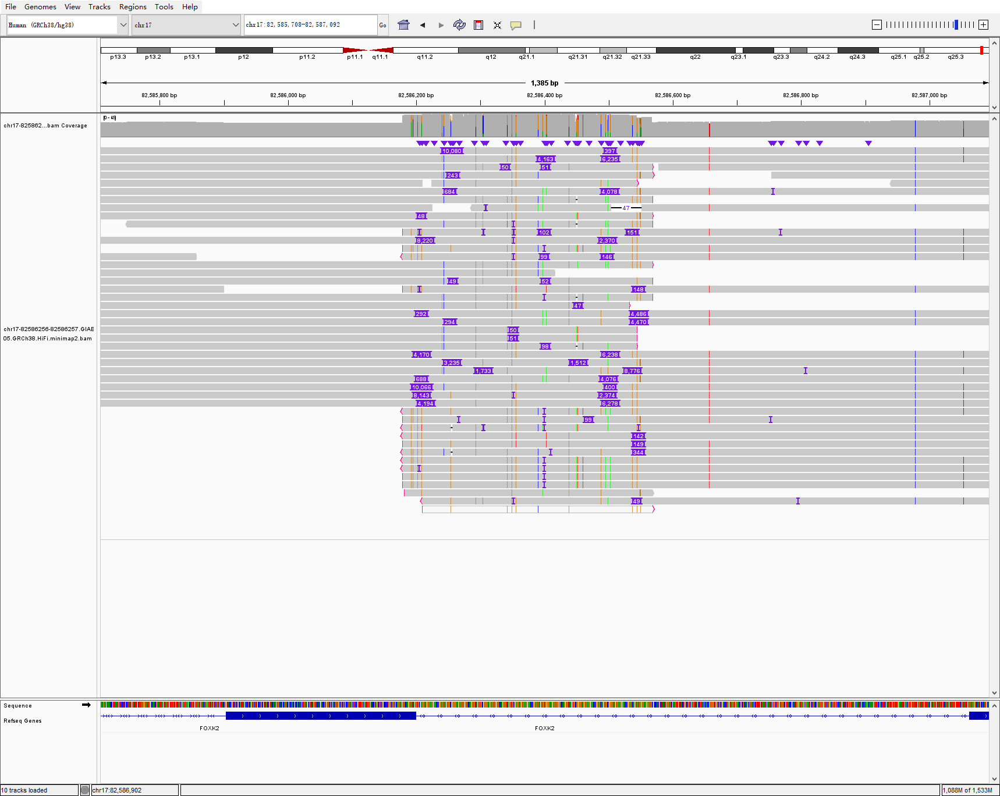 File Genomes View Tracks Regions Tools Help
Human (GRCh38/hg38) chr17 chr17:82,585,708-82,587,092 Go
p13.3 p13.2 p13.1 p12 p11.2 p11.1 q11.1 q11.2 q12 q21.1 q21.31 q21.32 q21.33 q22 q23.1 q23.3 q24.2 q24.3 q25.1 q25.2 q25.3
1,385 bp
82,585,800 bp 82,586,000 bp 82,586,200 bp 82,586,400 bp 82,586,600 bp 82,586,800 bp 82,587,000 bp
[0 - 45]
chr17-825862...bam Coverage
10,080 397
4,163 6,235
50 51
243
684 4,078
47
48
102 151
8,220 2,370
99 146
49 52
148
47
292 4,486
294 4,470
chr17-82586256-82586257.GIAB
50
05.GRCh38.HiFi.minimap2.bam
51
98
4,170 6,238
3,235 1,512
1,733 8,776
688 4,076
10,066 400
8,143 2,374
4,194 6,278
99
142
149
344
49
Sequence
Refseq Genes
FOXK2 FOXK2
10 tracks loaded chr17:82,586,902 1,088M of 1,533M